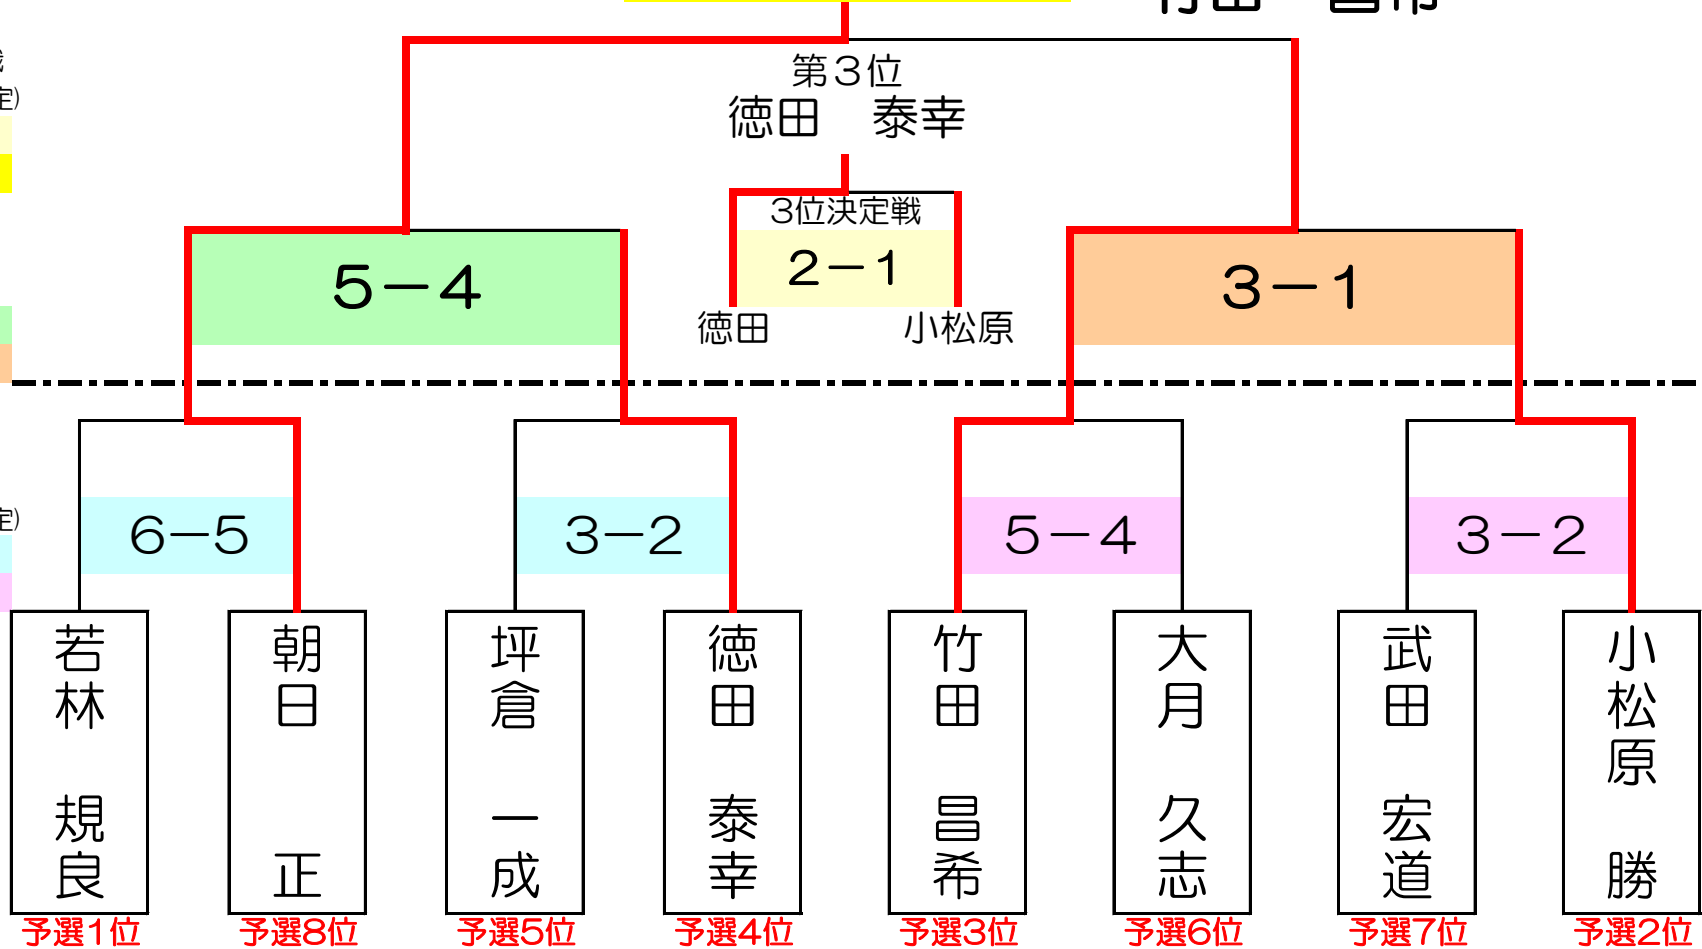 第３位
徳田　泰幸
3位決定戦
２－１
徳田
小松原
５－４
３－１
６－５
３－２
５－４
３－２
若林　規良
朝日　正
坪倉　一成
徳田　泰幸
竹田　昌希
大月　久志
武田　宏道
小松原　勝
予選１位
予選８位
予選５位
予選４位
予選３位
予選６位
予選７位
予選２位